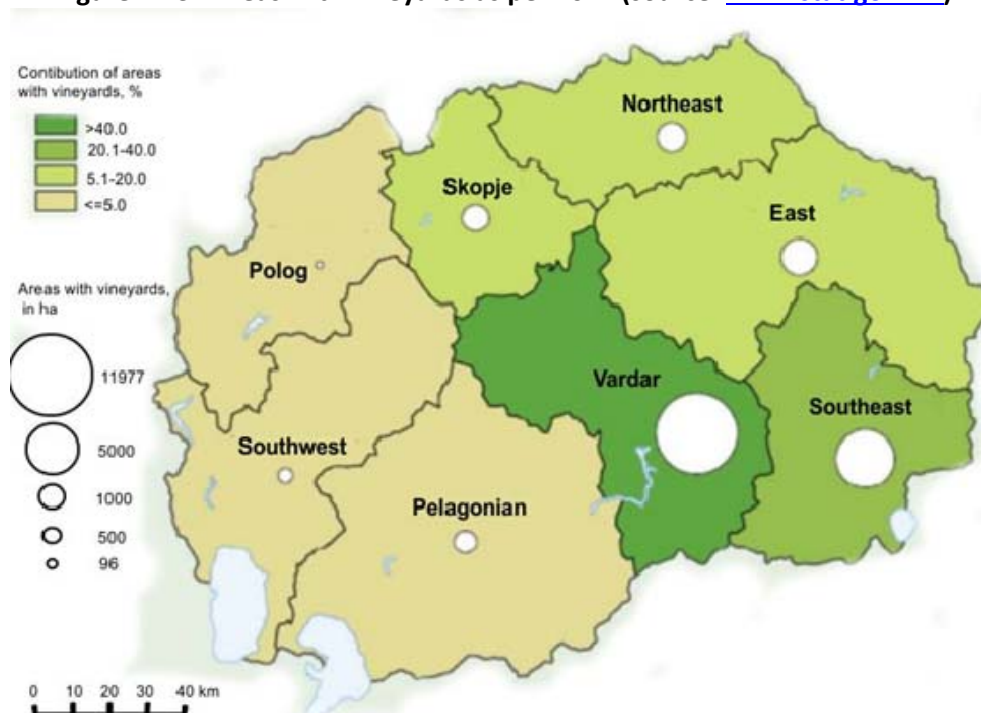 Contibution of areas
with vineyards, %
>40.0
20.1-40.0
5.1-20.0
<=5.0
Areas with vineyards,
in ha
11977
5000
1000
500
96
Northeast
Skopje
East
Polog
Vardar
Southeast
Southwest
Pelagonian
0 10 20 30 40 km